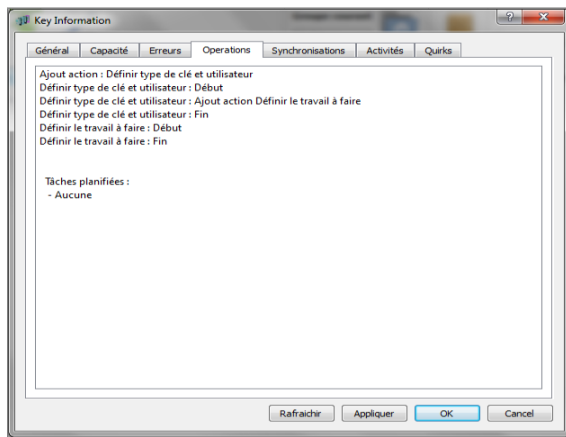 Key Information
Général Capacité Erreurs Operations Synchronisations Activités Quirks
Ajout action : Définir type de clé et utilisateur
Définir type de clé et utilisateur : Début
Définir type de clé et utilisateur : Ajout action Définir le travail à faire
Définir type de clé et utilisateur : Fin
Définir le travail à faire : Début
Définir le travail à faire : Fin
Tâches planifiées :
- Aucune
Rafraichir Appliquer OK Cancel